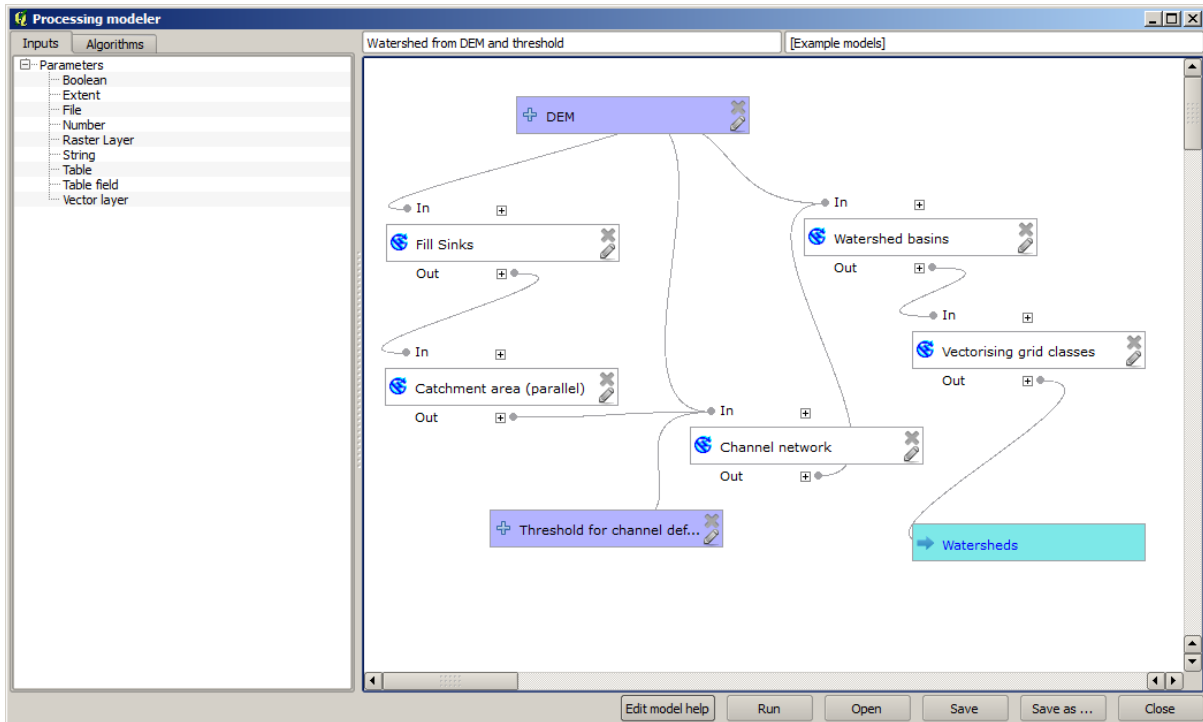 Processing modeler
Inputs
Algorithms
Parameters
Boolean
Extent
File
Number
Raster Layer
String
Table
Table field
Vector layer
Watershed from DEM and threshold
[Example models]
DEM
In
Fill Sinks
Out
In
Catchment area (parallel)
Out
In
Channel network
Out
Threshold for channel def...
In
Watershed basins
Out
In
Vectorising grid classes
Out
Watersheds
Edit model help
Run
Open
Save
Save as ...
Close